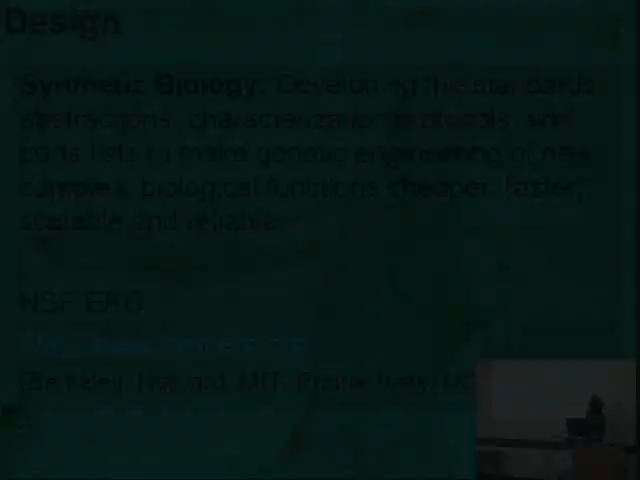 Design
Synthetic Biology: Developing the standards
abstractions, characterization protocols, and
parts lists to make genetic engineering of new
complex, biological functions cheaper, faster,
scalable and reliable.
NSF ERC
(Berkeley, Harvard, MIT, Prairie View, UC